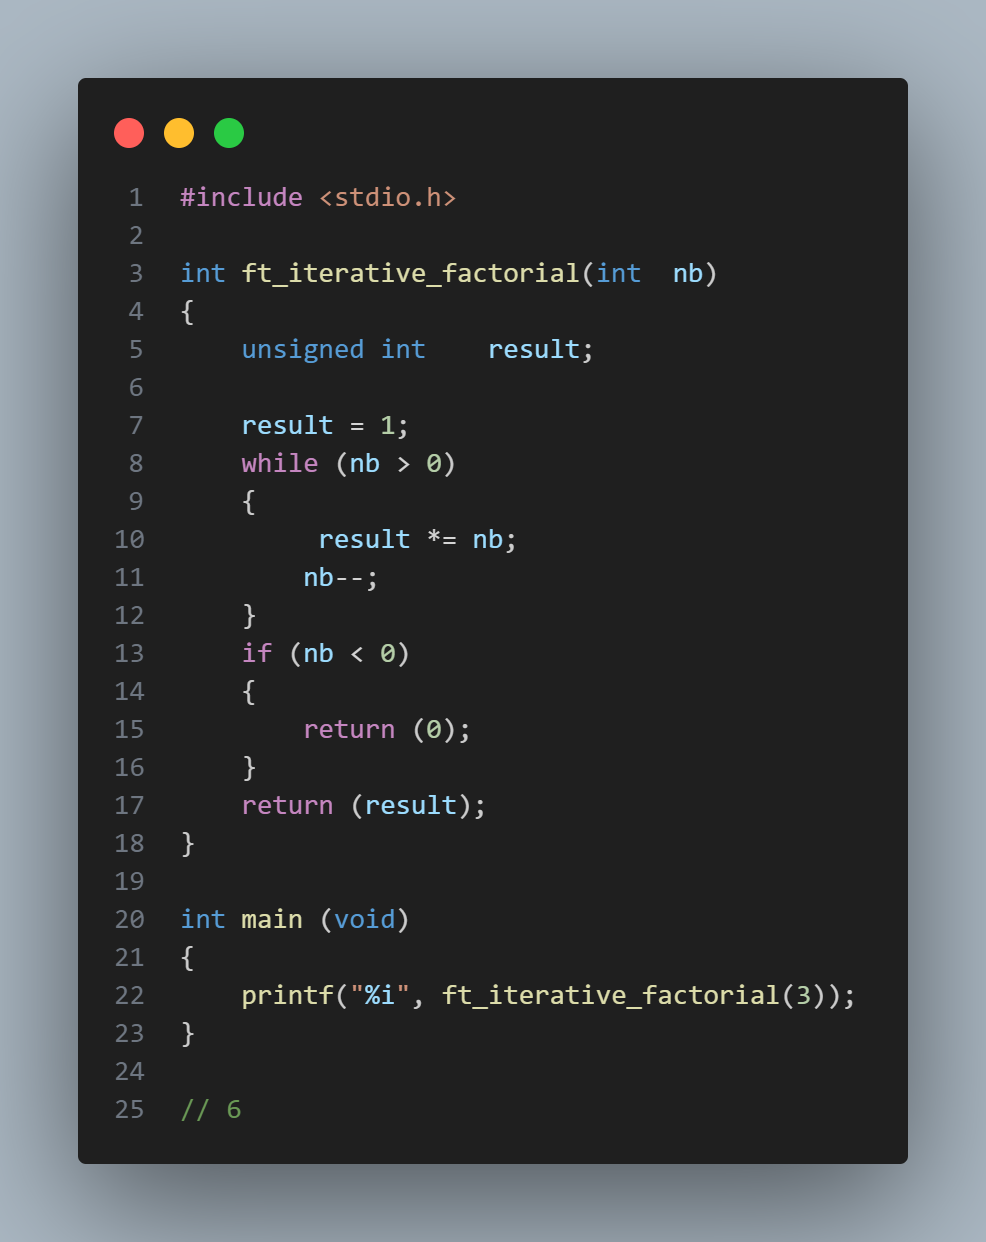 1 #include <stdio.h>
2
3 int ft_iterative_factorial(int  nb)
4 {
5     unsigned int    result;
6
7     result = 1;
8     while (nb > 0)
9     {
10          result *= nb;
11         nb--;
12     }
13     if (nb < 0)
14     {
15         return (0);
16     }
17     return (result);
18 }
19
20 int main (void)
21 {
22     printf("%i", ft_iterative_factorial(3));
23 }
24
25 // 6